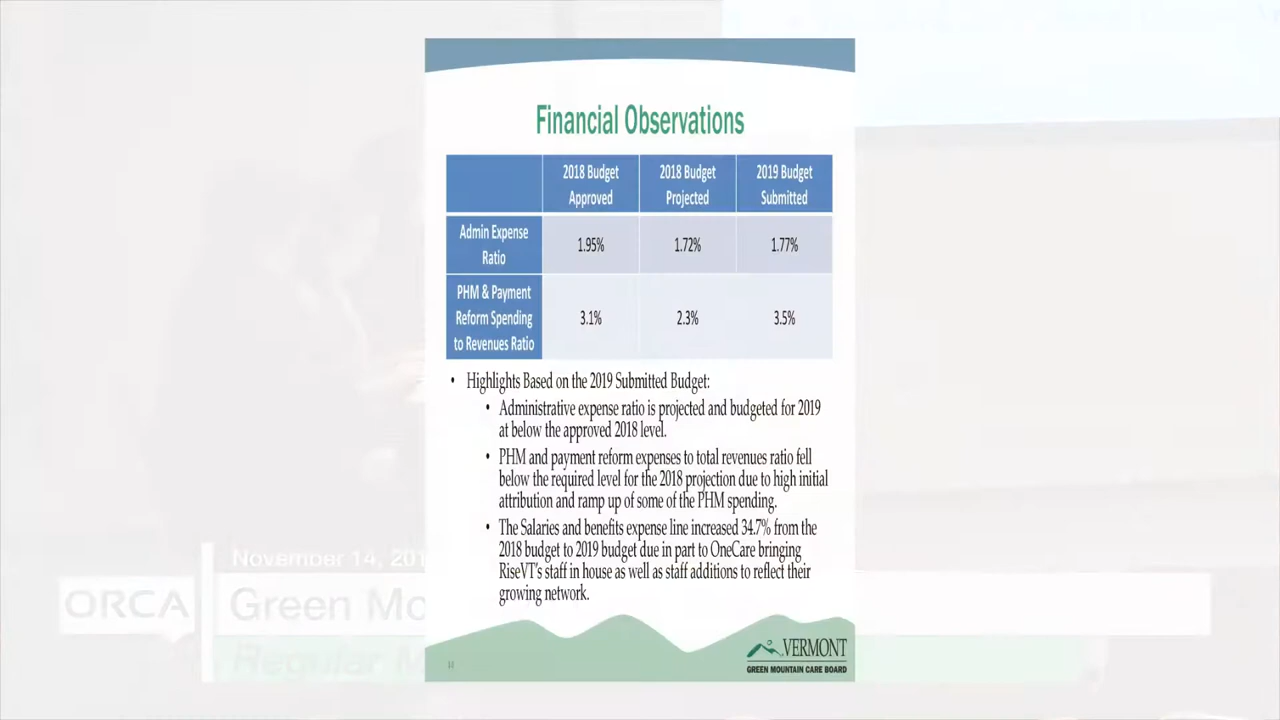 Financial Observations
2018 Budget Approved
2018 Budget Projected
2019 Budget Submitted
Admin Expense Ratio
1.95%
1.72%
1.77%
PHM & Payment Reform Spending to Revenues Ratio
3.1%
2.3%
3.5%
• Highlights Based on the 2019 Submitted Budget:
• Administrative expense ratio is projected and budgeted for 2019
at below the approved 2018 level.
• PHM and payment reform expenses to total revenues ratio fell
below the required level for the 2018 projection due to high initial
attribution and ramp up of some of the PHM spending.
• The Salaries and benefits expense line increased 34.7% from the
2018 budget to 2019 budget due in part to OneCare bringing
RiseVT's staff in house as well as staff additions to reflect their
growing network.
11
VERMONT
GREEN MOUNTAIN CARE BOARD
November 14, 201
ORCA
Green Mo
Regular M